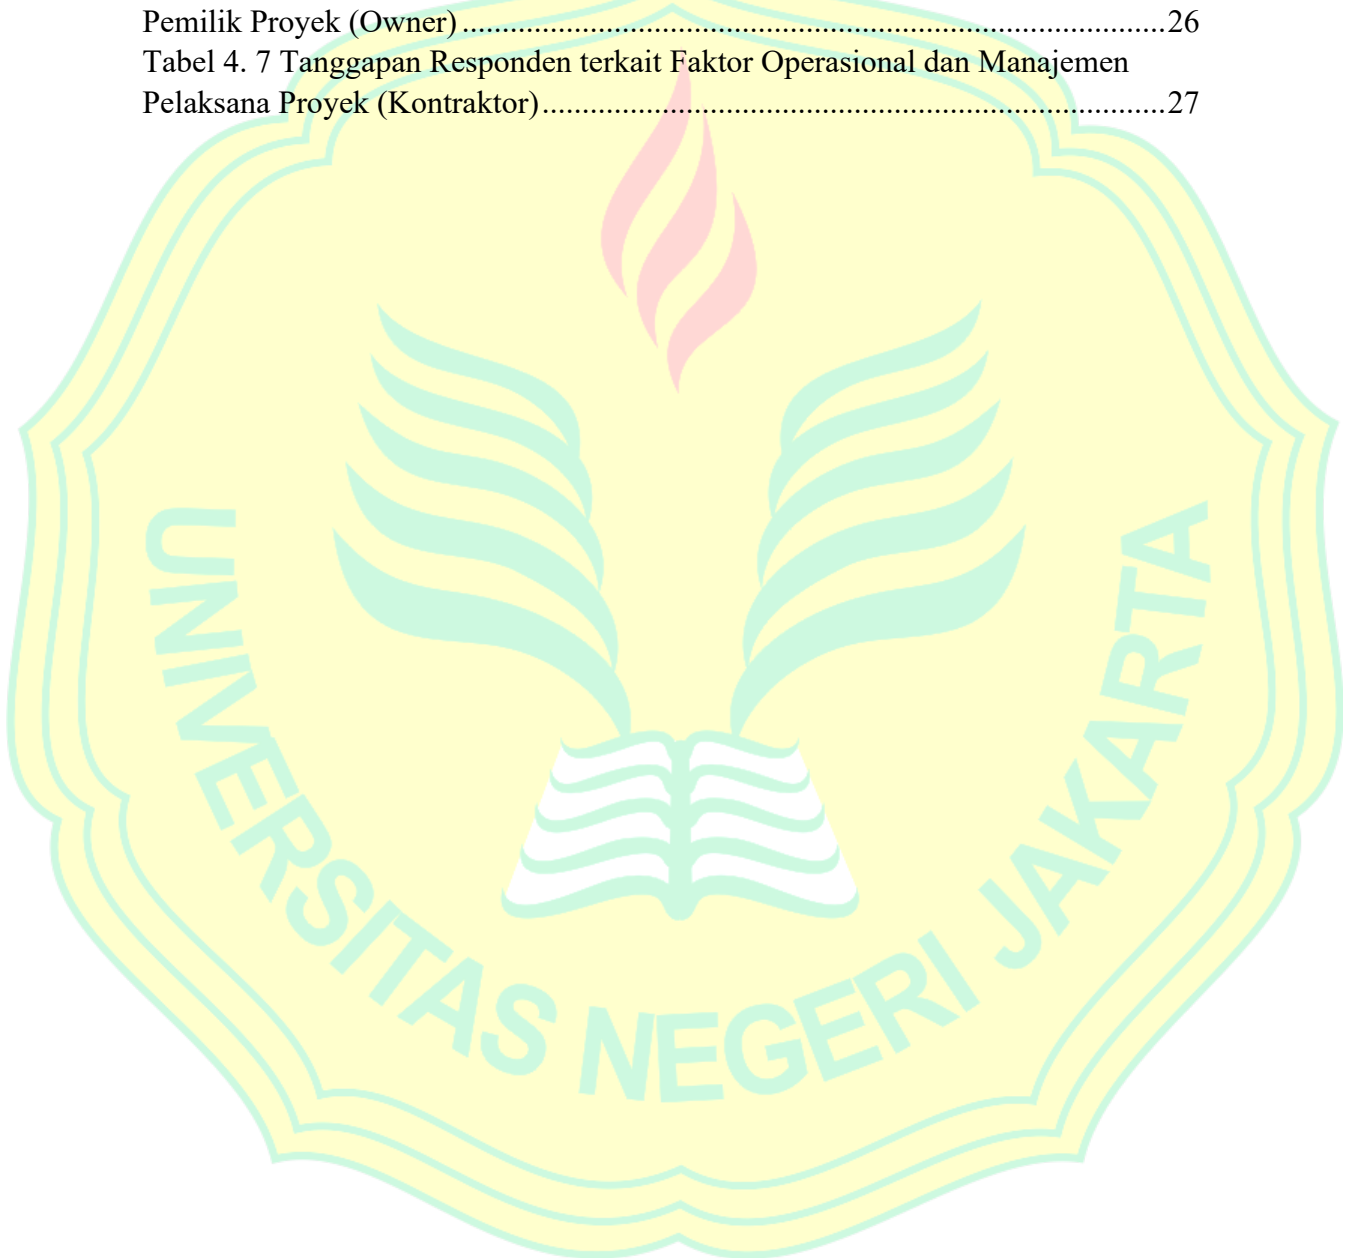 Pemilik Proyek (Owner)..........................................................................................26
Tabel 4. 7 Tanggapan Responden terkait Faktor Operasional dan Manajemen
Pelaksana Proyek (Kontraktor)................................................................................27
UNIVERSITAS NEGERI JAKARTA